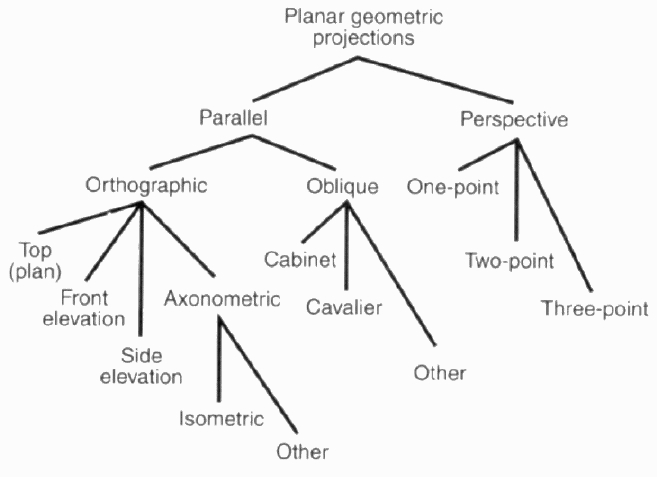 Planar geometric
projections
Parallel
Perspective
Orthographic
Oblique
One-point
Top
(plan)
Cabinet
Two-point
Front
elevation
Axonometric
Cavalier
Three-point
Side
elevation
Other
Isometric
Other